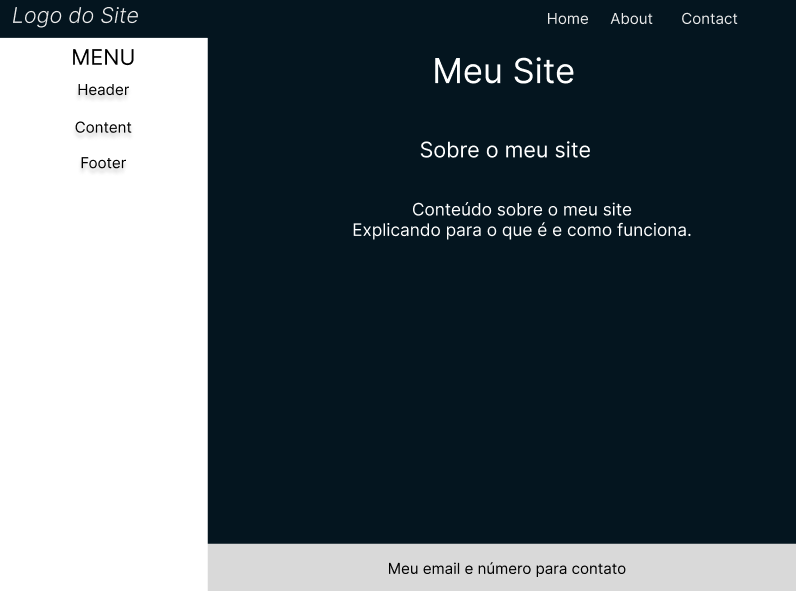 Logo do Site
Home About Contact
MENU
Header
Content
Footer
Meu Site
Sobre o meu site
Conteúdo sobre o meu site
Explicando para o que é e como funciona.
Meu email e número para contato